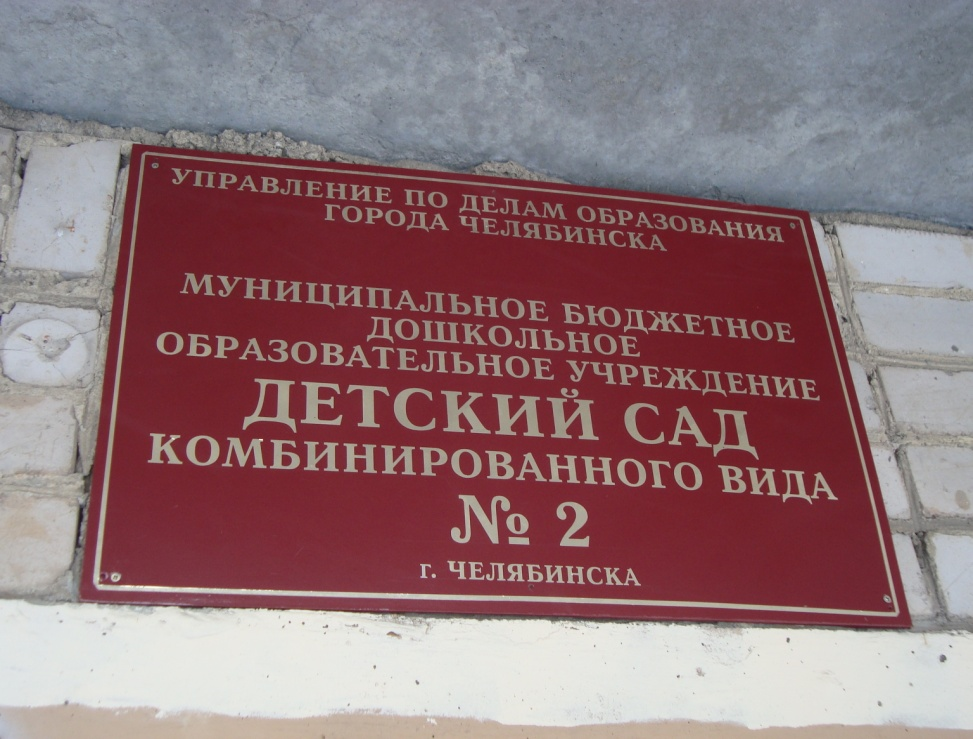 УПРАВЛЕНИЕ ПО ДЕЛАМ ОБРАЗОВАНИЯ
ГОРОДА ЧЕЛЯБИНСКА
МУНИЦИПАЛЬНОЕ БЮДЖЕТНОЕ
ДОШКОЛЬНОЕ
ОБРАЗОВАТЕЛЬНОЕ УЧРЕЖДЕНИЕ
ДЕТСКИЙ САД
КОМБИНИРОВАННОГО ВИДА
№ 2
г. ЧЕЛЯБИНСКА